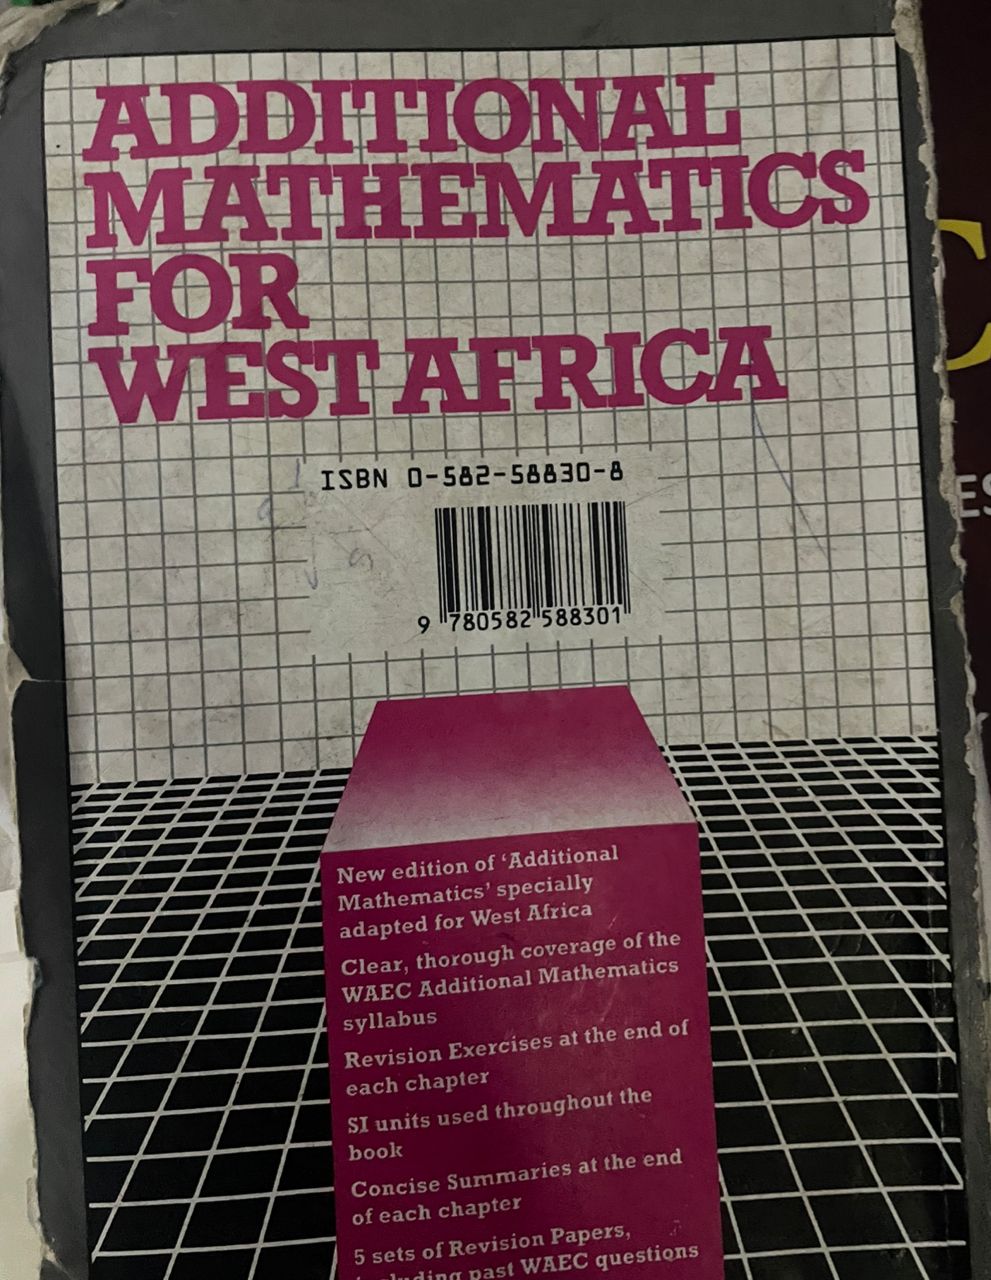 ADDITIONAL
MATHEMATICS
FOR
WEST AFRICA
ISBN 0-582-58830-8
9 780582 588301
New edition of ‘Additional
Mathematics’ specially
adapted for West Africa
Clear, thorough coverage of the
WAEC Additional Mathematics
syllabus
Revision Exercises at the end of
each chapter
SI units used throughout the
book
Concise Summaries at the end
of each chapter
5 sets of Revision Papers,
including past WAEC questions